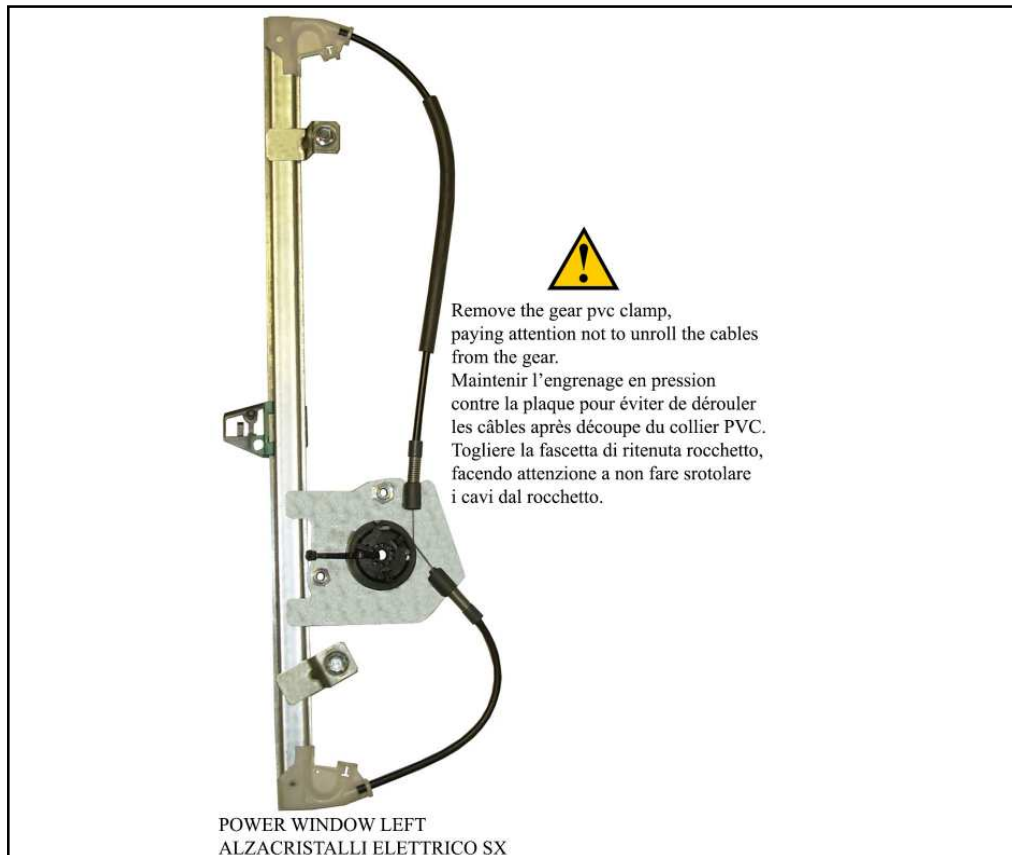 Remove the gear pvc clamp,
paying attention not to unroll the cables
from the gear.
Maintenir l’engrenage en pression
contre la plaque pour éviter de dérouler
les câbles après découpe du collier PVC.
Togliere la fascetta di ritenuta rocchetto,
facendo attenzione a non fare srotolare
i cavi dal rocchetto.
POWER WINDOW LEFT
ALZACRISTALLI ELETTRICO SX